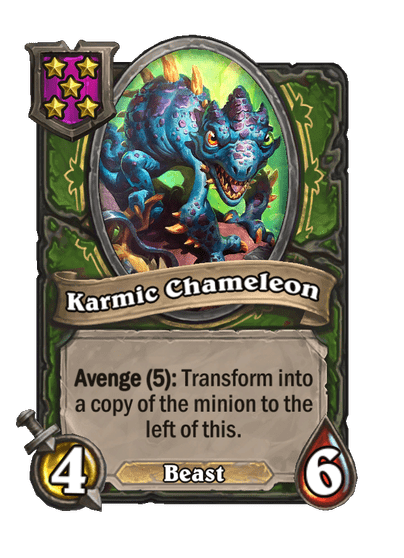 Karmic Chameleon
Avenge (5): Transform into
a copy of the minion to the
left of this.
4
Beast
6